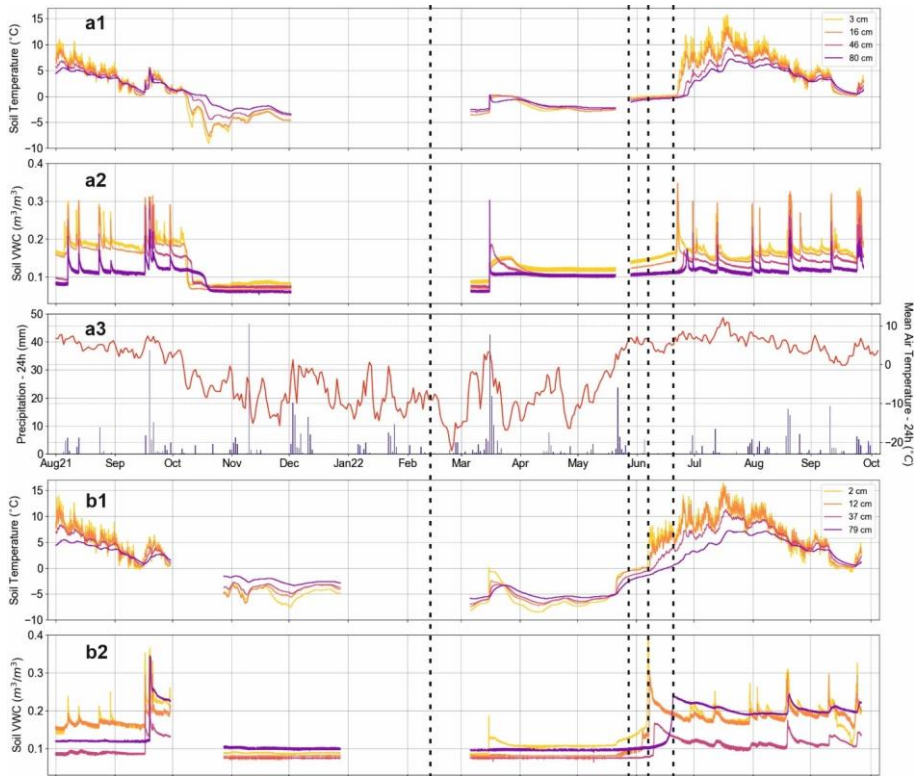 a1
Soil Temperature (°C)
15
10
5
0
−5
−10
3 cm
16 cm
46 cm
80 cm
a2
Soil VWC (m³/m³)
0.4
0.3
0.2
0.1
a3
Precipitation - 24h (mm)
50
40
30
20
10
0
Mean Air Temperature - 24h (°C)
10
0
−10
−20
Aug21 Sep Oct Nov Dec Jan22 Feb Mar Apr May Jun Jul Aug Sep Oct
b1
Soil Temperature (°C)
15
10
5
0
−5
−10
2 cm
12 cm
37 cm
79 cm
b2
Soil VWC (m³/m³)
0.4
0.3
0.2
0.1